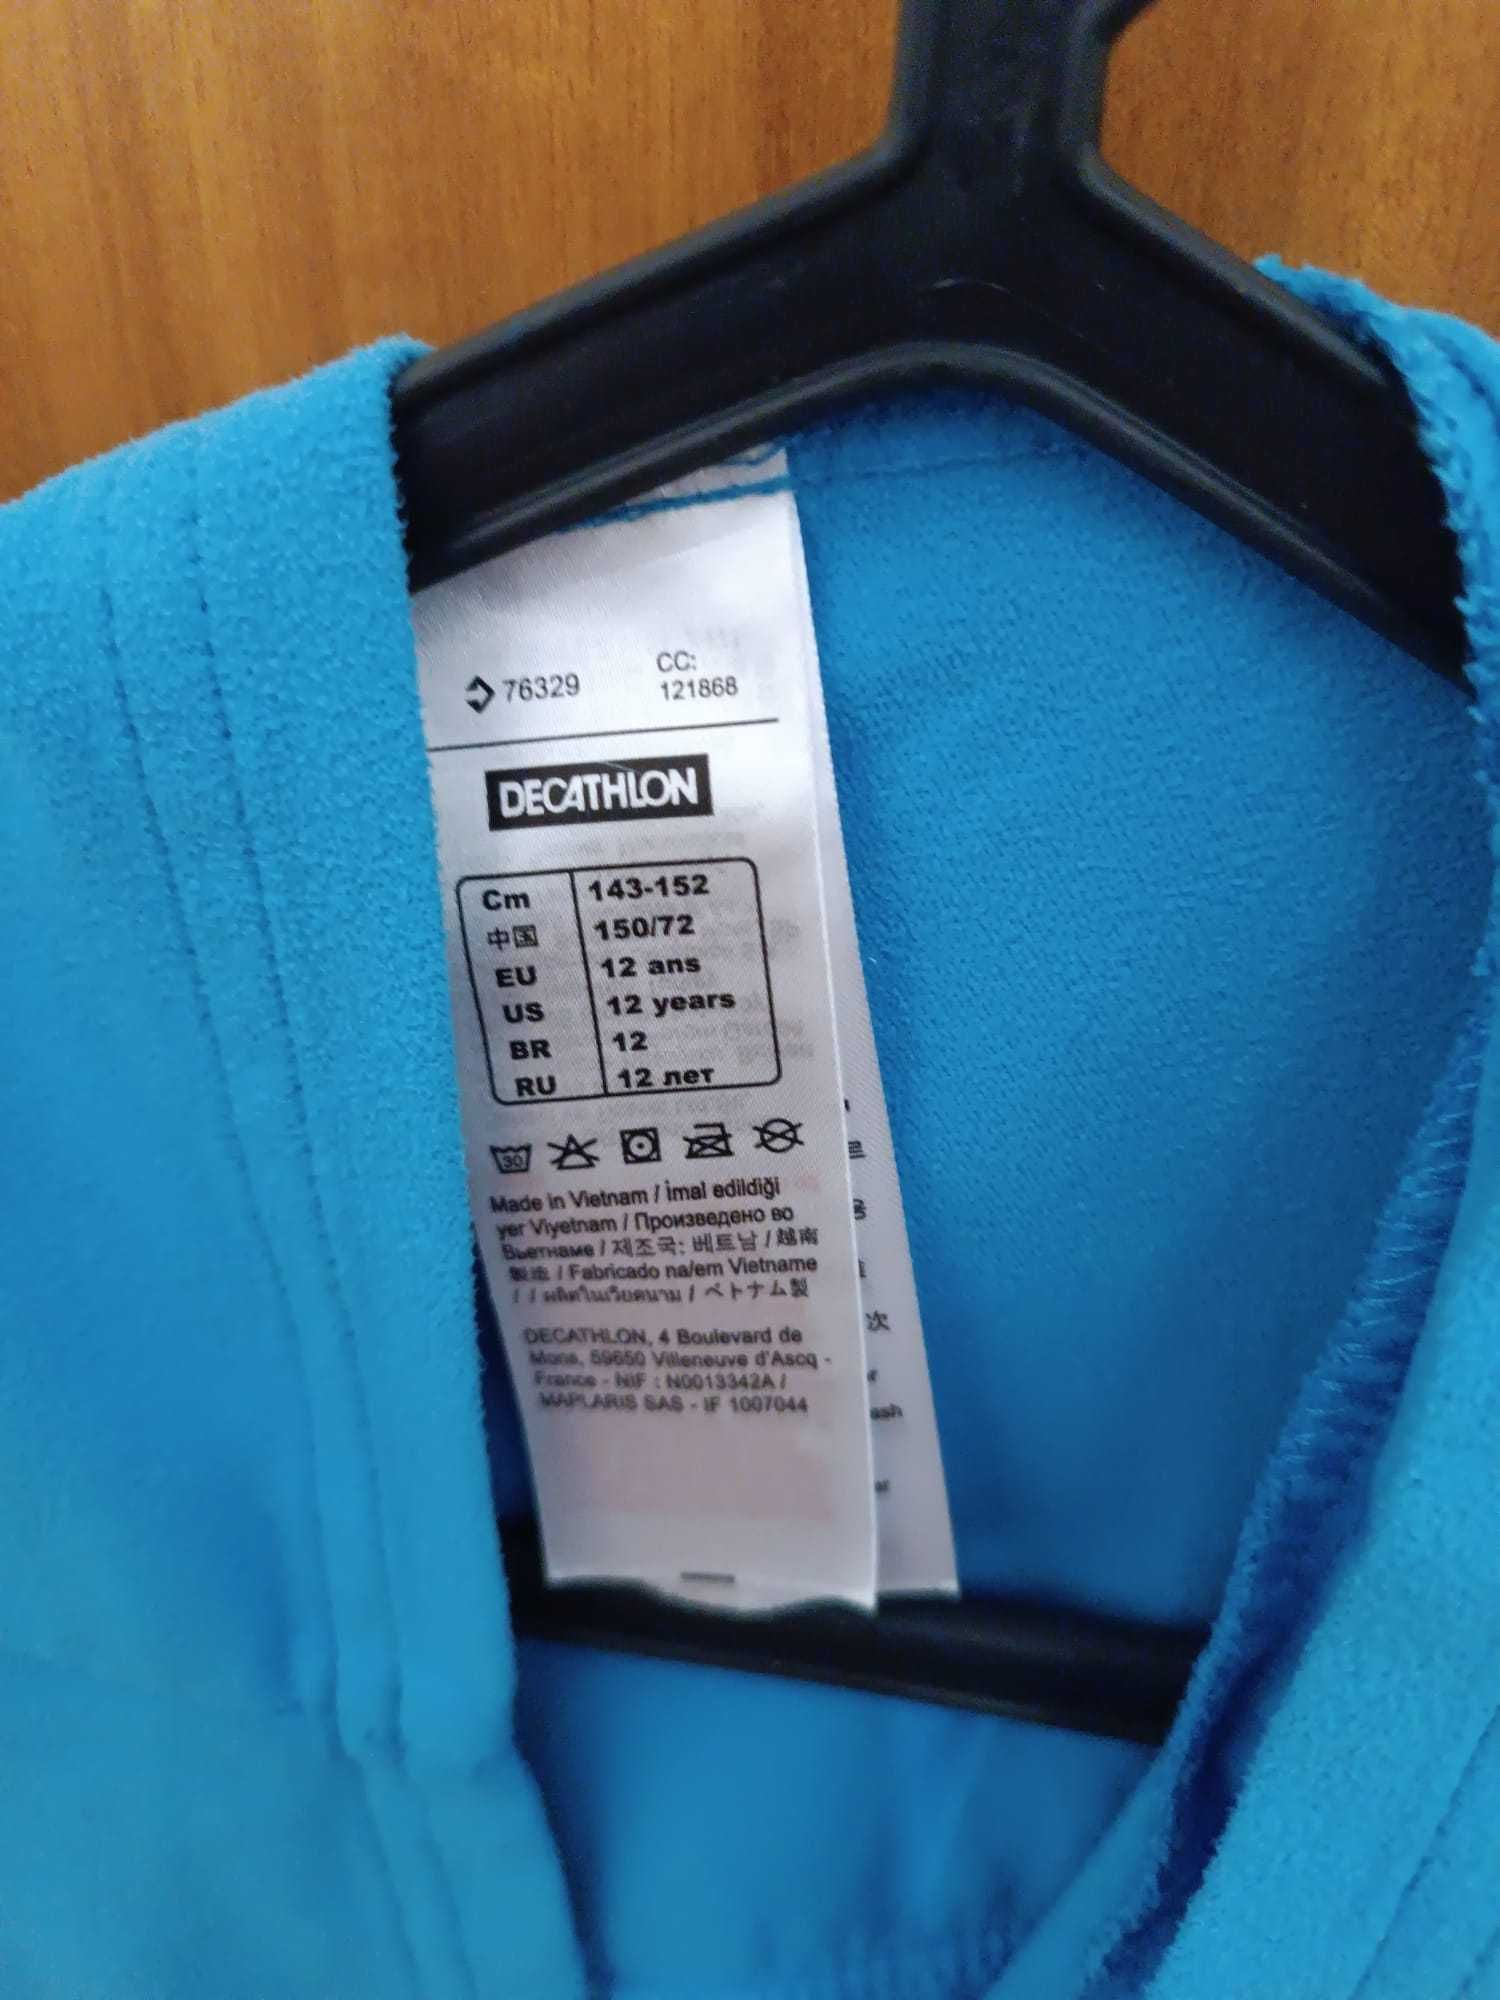 76329 CC: 121868
DECATHLON
Cm 143-152
中国 150/72
EU 12 ans
US 12 years
BR 12
RU 12 лет
30
Made in Vietnam / İmal edildiği
yer Viyetnam / Произведено во
Вьетнаме / 제조국: 베트남 / 越南
製造 / Fabricado na/em Vietname
/ / ผลิตในเวียดนาม / ベトナム製
DECATHLON, 4 Boulevard de
Mons, 59650 Villeneuve d'Ascq -
France - NIF : N0013342A /
MAPLARIS SAS - IF 1007044
次
ash